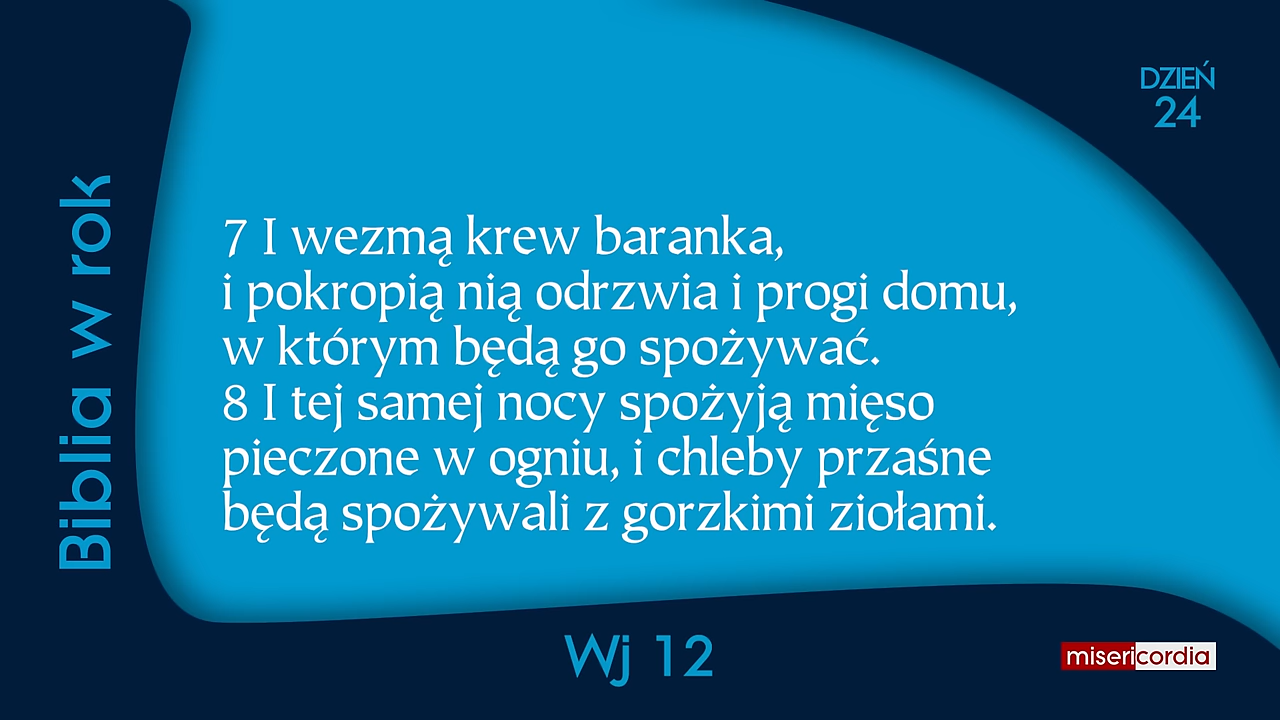 DZIEŃ
24
Biblia w rok
7 I wezmą krew baranka,
i pokropią nią odrzwia i progi domu,
w którym będą go spożywać.
8 I tej samej nocy spożyją mięso
pieczone w ogniu, i chleby przaśne
będą spożywali z gorzkimi ziołami.
Wj 12
misericordia